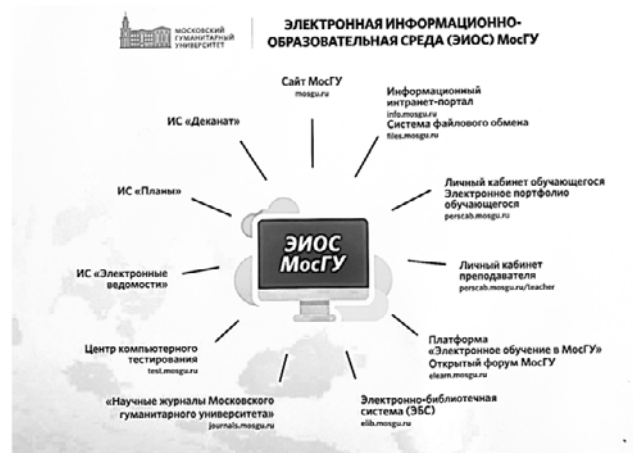 МОСКОВСКИЙ
ГУМАНИТАРНЫЙ
УНИВЕРСИТЕТ
ЭЛЕКТРОННАЯ ИНФОРМАЦИОННО-
ОБРАЗОВАТЕЛЬНАЯ СРЕДА (ЭИОС) МосГУ
Сайт МосГУ
mosgu.ru
Информационный
интранет-портал
info.mosgu.ru
Система файлового обмена
files.mosgu.ru
ИС «Деканат»
Личный кабинет обучающегося
Электронное портфолио
обучающегося
perscab.mosgu.ru
ИС «Планы»
ЭИОС
МосГУ
Личный кабинет
преподавателя
perscab.mosgu.ru/teacher
ИС «Электронные
ведомости»
Платформа
«Электронное обучение в МосГУ»
Открытый форум МосГУ
elearn.mosgu.ru
Центр компьютерного
тестирования
test.mosgu.ru
Электронно-библиотечная
система (ЭБС)
elib.mosgu.ru
«Научные журналы Московского
гуманитарного университета»
journals.mosgu.ru